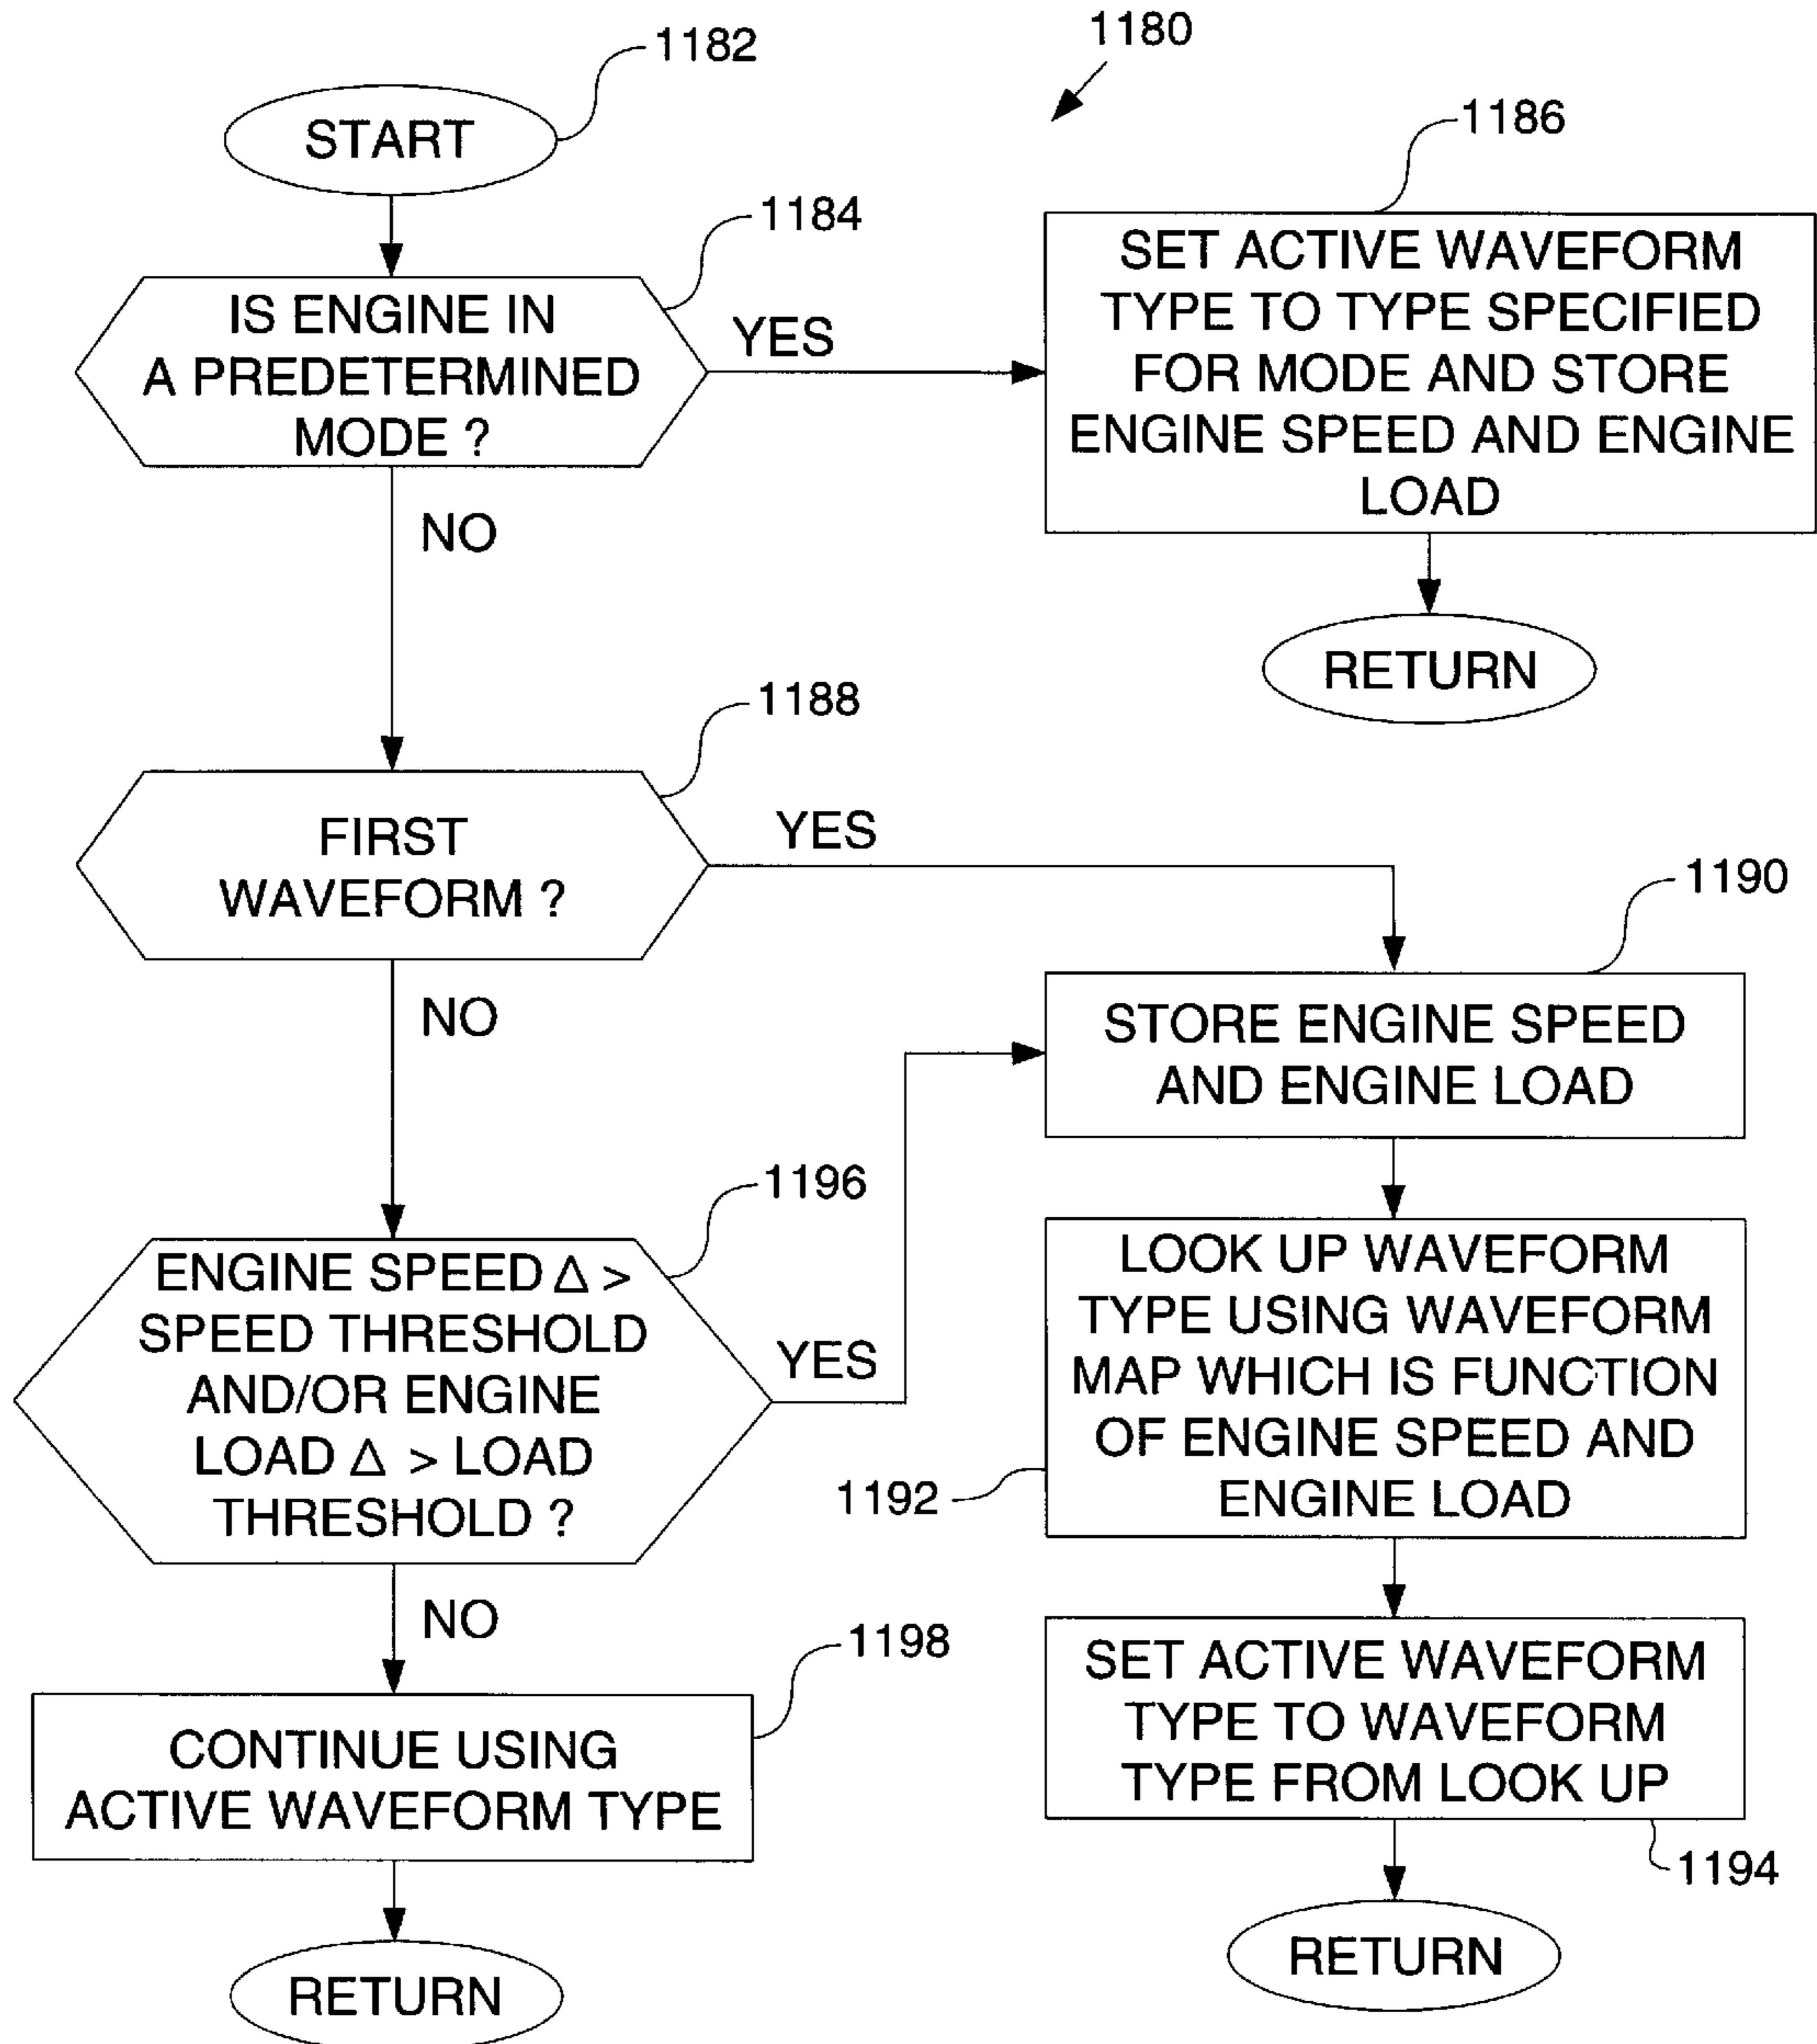 1182
1180
START
1186
1184
IS ENGINE IN
A PREDETERMINED
MODE ?
YES
SET ACTIVE WAVEFORM
TYPE TO TYPE SPECIFIED
FOR MODE AND STORE
ENGINE SPEED AND ENGINE
LOAD
NO
RETURN
1188
FIRST
WAVEFORM ?
YES
1190
NO
STORE ENGINE SPEED
AND ENGINE LOAD
1196
ENGINE SPEED Δ >
SPEED THRESHOLD
AND/OR ENGINE
LOAD Δ > LOAD
THRESHOLD ?
YES
LOOK UP WAVEFORM
TYPE USING WAVEFORM
MAP WHICH IS FUNCTION
OF ENGINE SPEED AND
ENGINE LOAD
1192
NO
1198
CONTINUE USING
ACTIVE WAVEFORM TYPE
SET ACTIVE WAVEFORM
TYPE TO WAVEFORM
TYPE FROM LOOK UP
1194
RETURN
RETURN